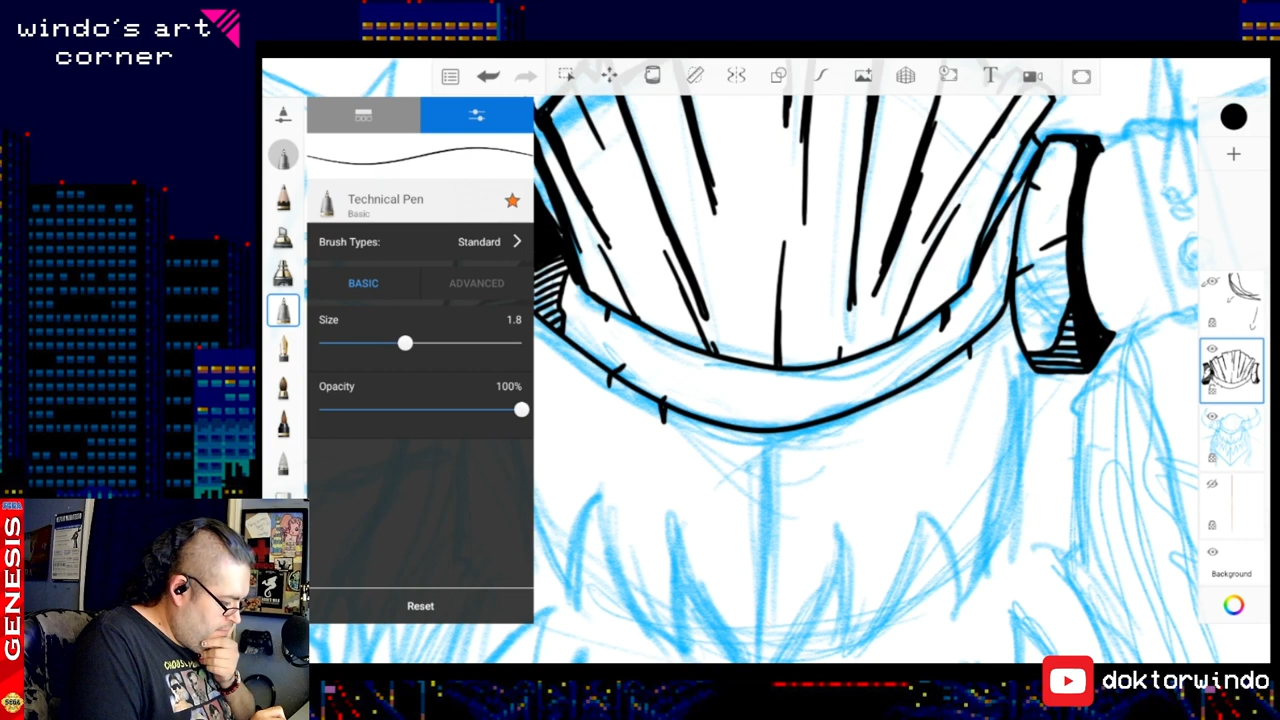 windo's art
corner
T
Technical Pen
Basic
Brush Types: Standard
BASIC ADVANCED
Size 1.8
Opacity 100%
Reset
Background
SEGA
GENESIS
doktorwindo